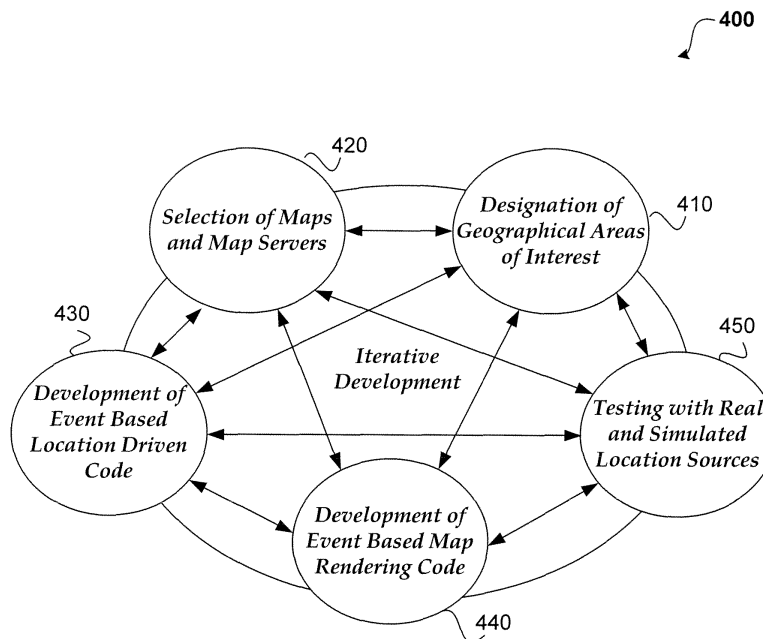 400
420
Selection of Maps
and Map Servers
Designation of
Geographical Areas
of Interest
410
430
Iterative
Development
450
Development of
Event Based
Location Driven
Code
Testing with Real
and Simulated
Location Sources
Development of
Event Based Map
Rendering Code
440